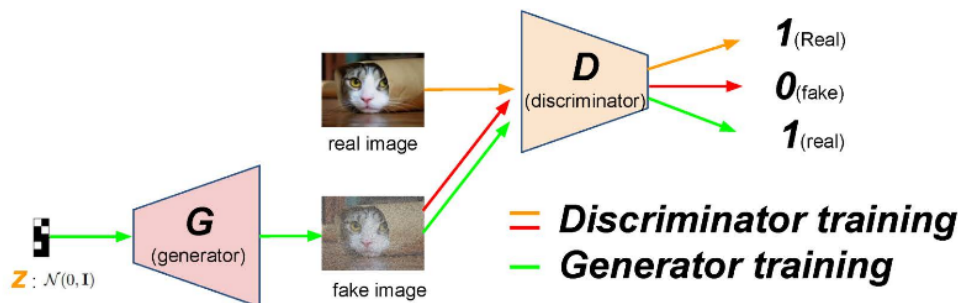 1(Real)
D
(discriminator)
0(fake)
real image
1(real)
G
(generator)
Discriminator training
Generator training
z : 𝒩(0, I)
fake image